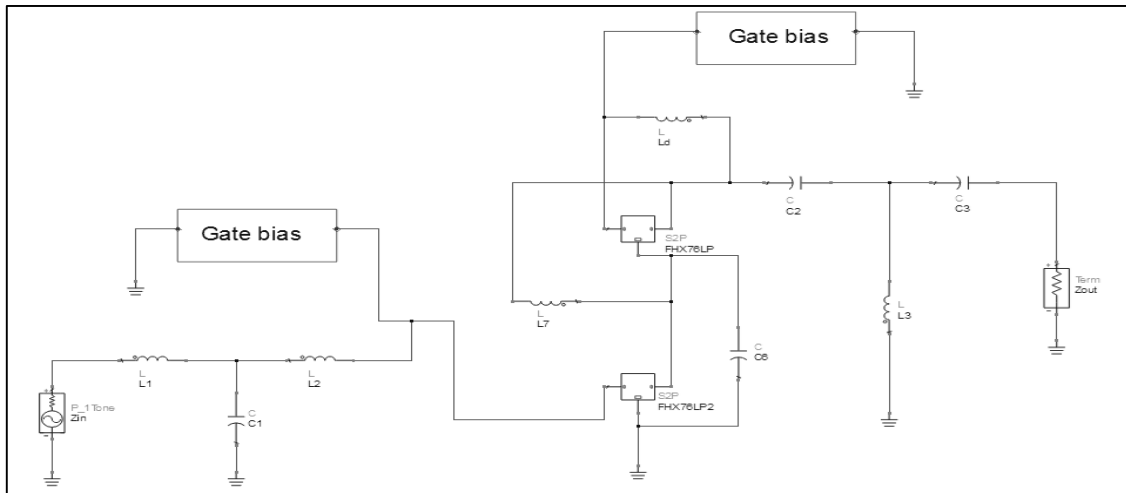 Gate bias
L
Ld
C
C2
C
C3
Gate bias
S2P
FHX76LP
Term
Zout
L
L7
L
L3
C
C6
L
L1
L
L2
S2P
FHX76LP2
P_1Tone
Zin
C
C1